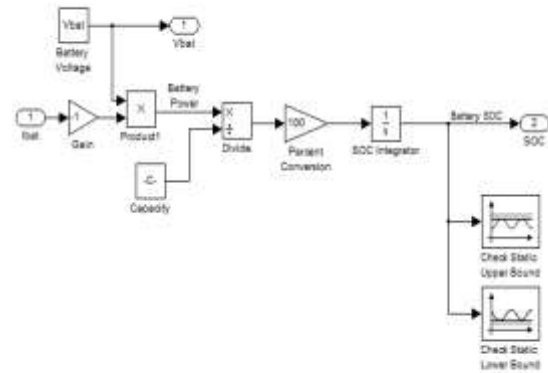 Vbat
Battery
Voltage
1
Vbat
1
Ibat
-1
Gain
X
Product1
Battery
Power
X
÷
Divide
-C-
Capacity
100
Percent
Conversion
1
s
SOC Integrator
Battery SOC
2
SOC
Check Static
Upper Bound
Check Static
Lower Bound